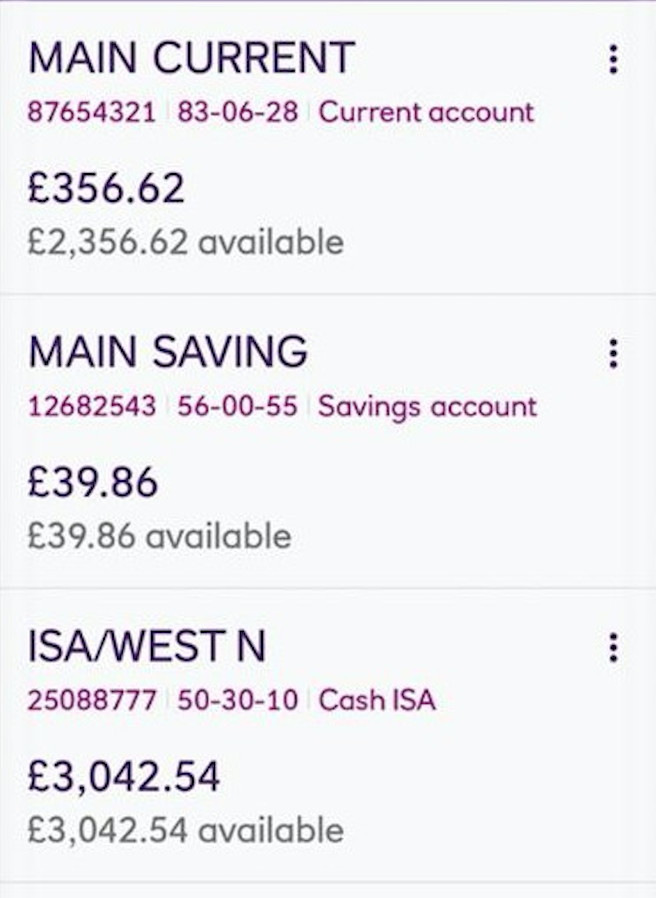 MAIN CURRENT
87654321 | 83-06-28 | Current account
£356.62
£2,356.62 available
MAIN SAVING
12682543 | 56-00-55 | Savings account
£39.86
£39.86 available
ISA/WEST N
25088777 | 50-30-10 | Cash ISA
£3,042.54
£3,042.54 available